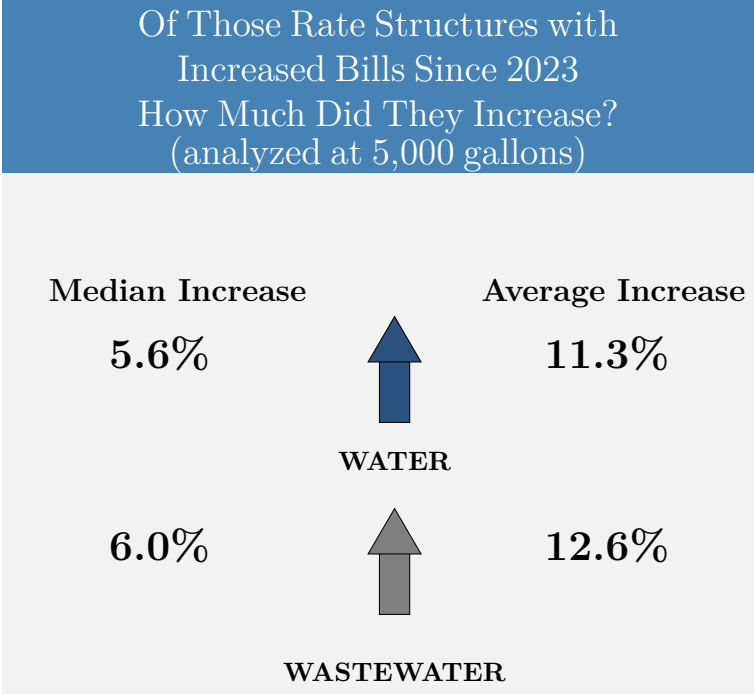 Of Those Rate Structures with
Increased Bills Since 2023
How Much Did They Increase?
(analyzed at 5,000 gallons)
Median Increase
Average Increase
5.6%
11.3%
WATER
6.0%
12.6%
WASTEWATER